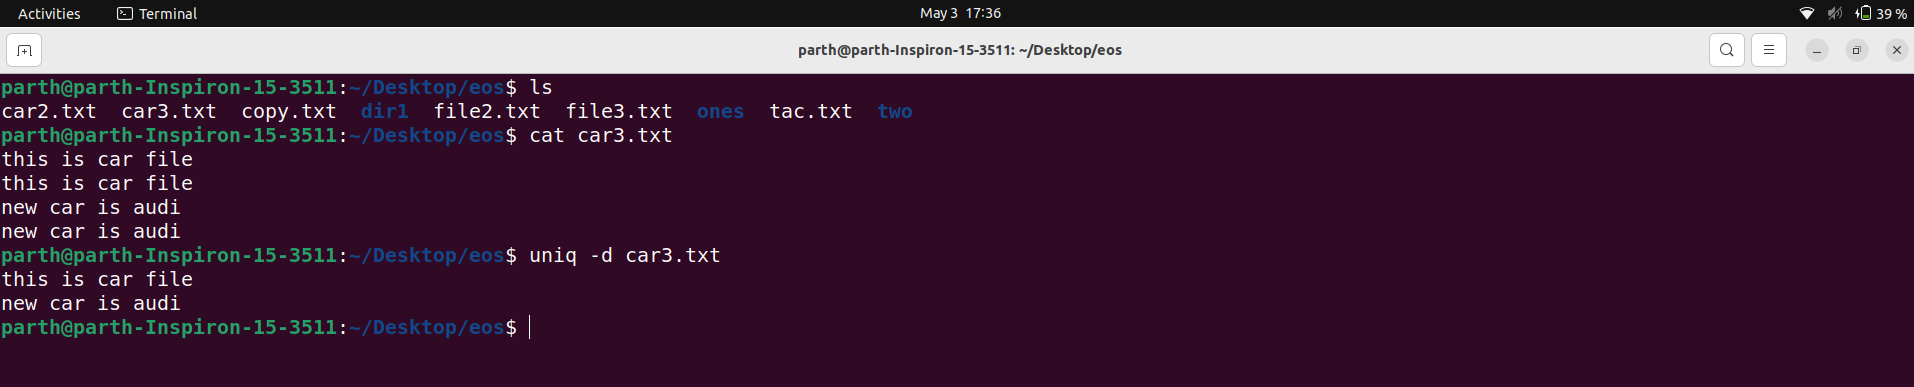 Activities Terminal May 3 17:36 39 %
parth@parth-Inspiron-15-3511: ~/Desktop/eos
parth@parth-Inspiron-15-3511:~/Desktop/eos$ ls
car2.txt car3.txt copy.txt dir1 file2.txt file3.txt ones tac.txt two
parth@parth-Inspiron-15-3511:~/Desktop/eos$ cat car3.txt
this is car file
this is car file
new car is audi
new car is audi
parth@parth-Inspiron-15-3511:~/Desktop/eos$ uniq -d car3.txt
this is car file
new car is audi
parth@parth-Inspiron-15-3511:~/Desktop/eos$